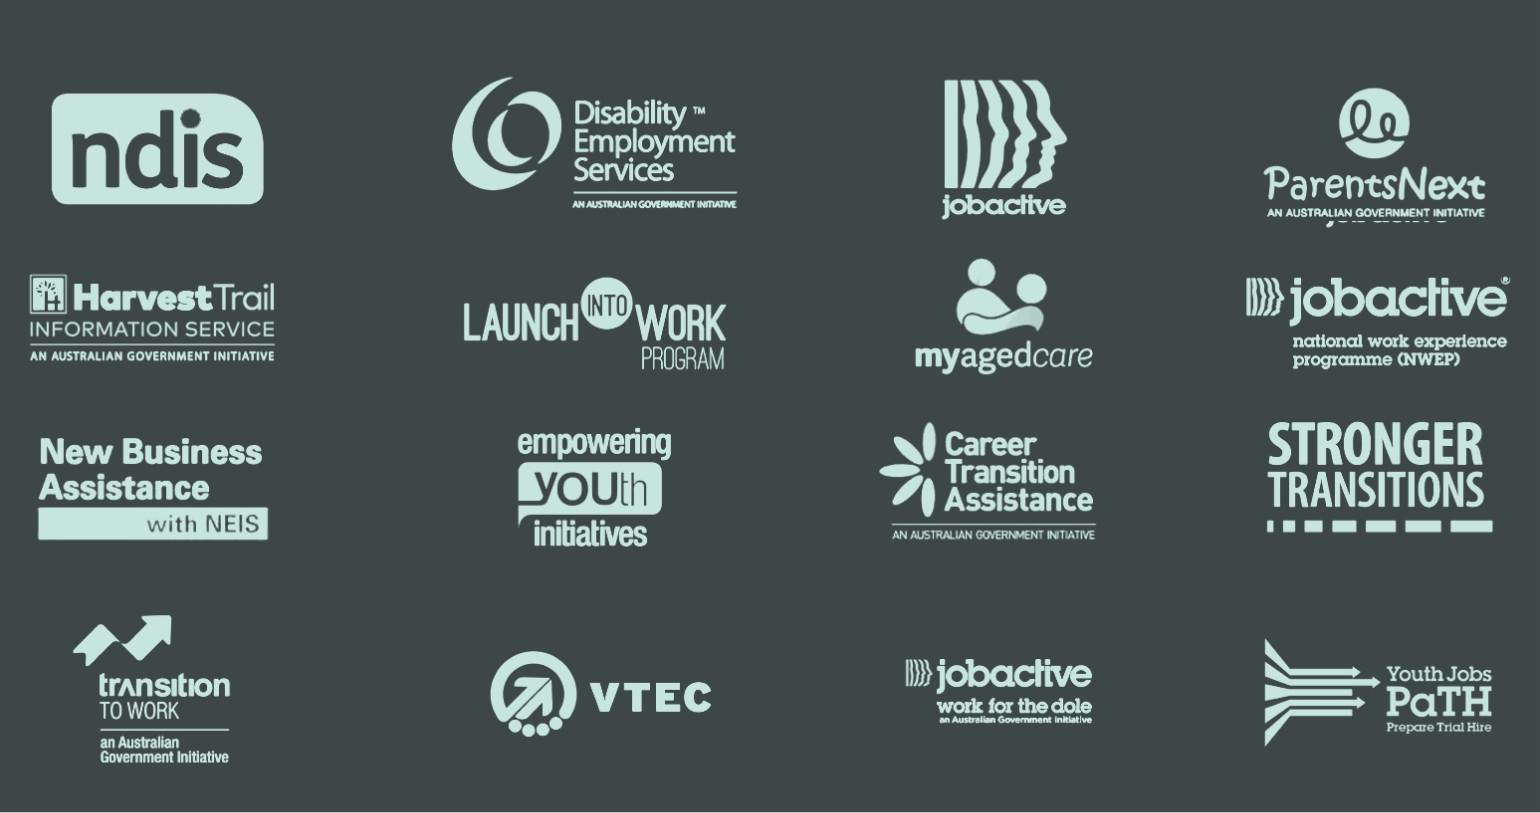 ndis
Disability ™
Employment
Services
AN AUSTRALIAN GOVERNMENT INITIATIVE
jobactive
ParentsNext
AN AUSTRALIAN GOVERNMENT INITIATIVE
HarvestTrail
INFORMATION SERVICE
AN AUSTRALIAN GOVERNMENT INITIATIVE
LAUNCH INTO WORK
PROGRAM
myagedcare
jobactive®
national work experience
programme (NWEP)
New Business
Assistance
with NEIS
empowering
YOUth
initiatives
Career
Transition
Assistance
AN AUSTRALIAN GOVERNMENT INITIATIVE
STRONGER
TRANSITIONS
transition
TO WORK
an Australian
Government Initiative
VTEC
jobactive
work for the dole
an Australian Government Initiative
Youth Jobs
PaTH
Prepare Trial Hire